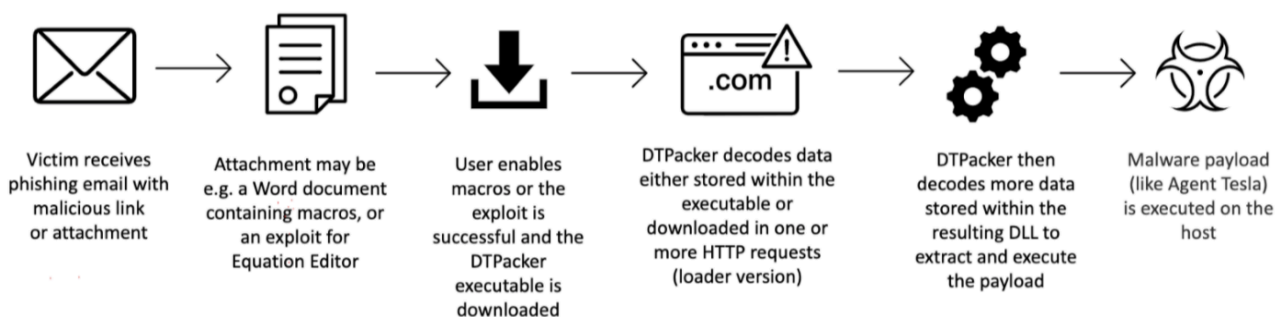 Victim receives
phishing email with
malicious link
or attachment
Attachment may be
e.g. a Word document
containing macros, or
an exploit for
Equation Editor
User enables
macros or the
exploit is
successful and the
DTPacker
executable is
downloaded
.com
DTPacker decodes data
either stored within the
executable or
downloaded in one or
more HTTP requests
(loader version)
DTPacker then
decodes more data
stored within the
resulting DLL to
extract and execute
the payload
Malware payload
(like Agent Tesla)
is executed on the
host